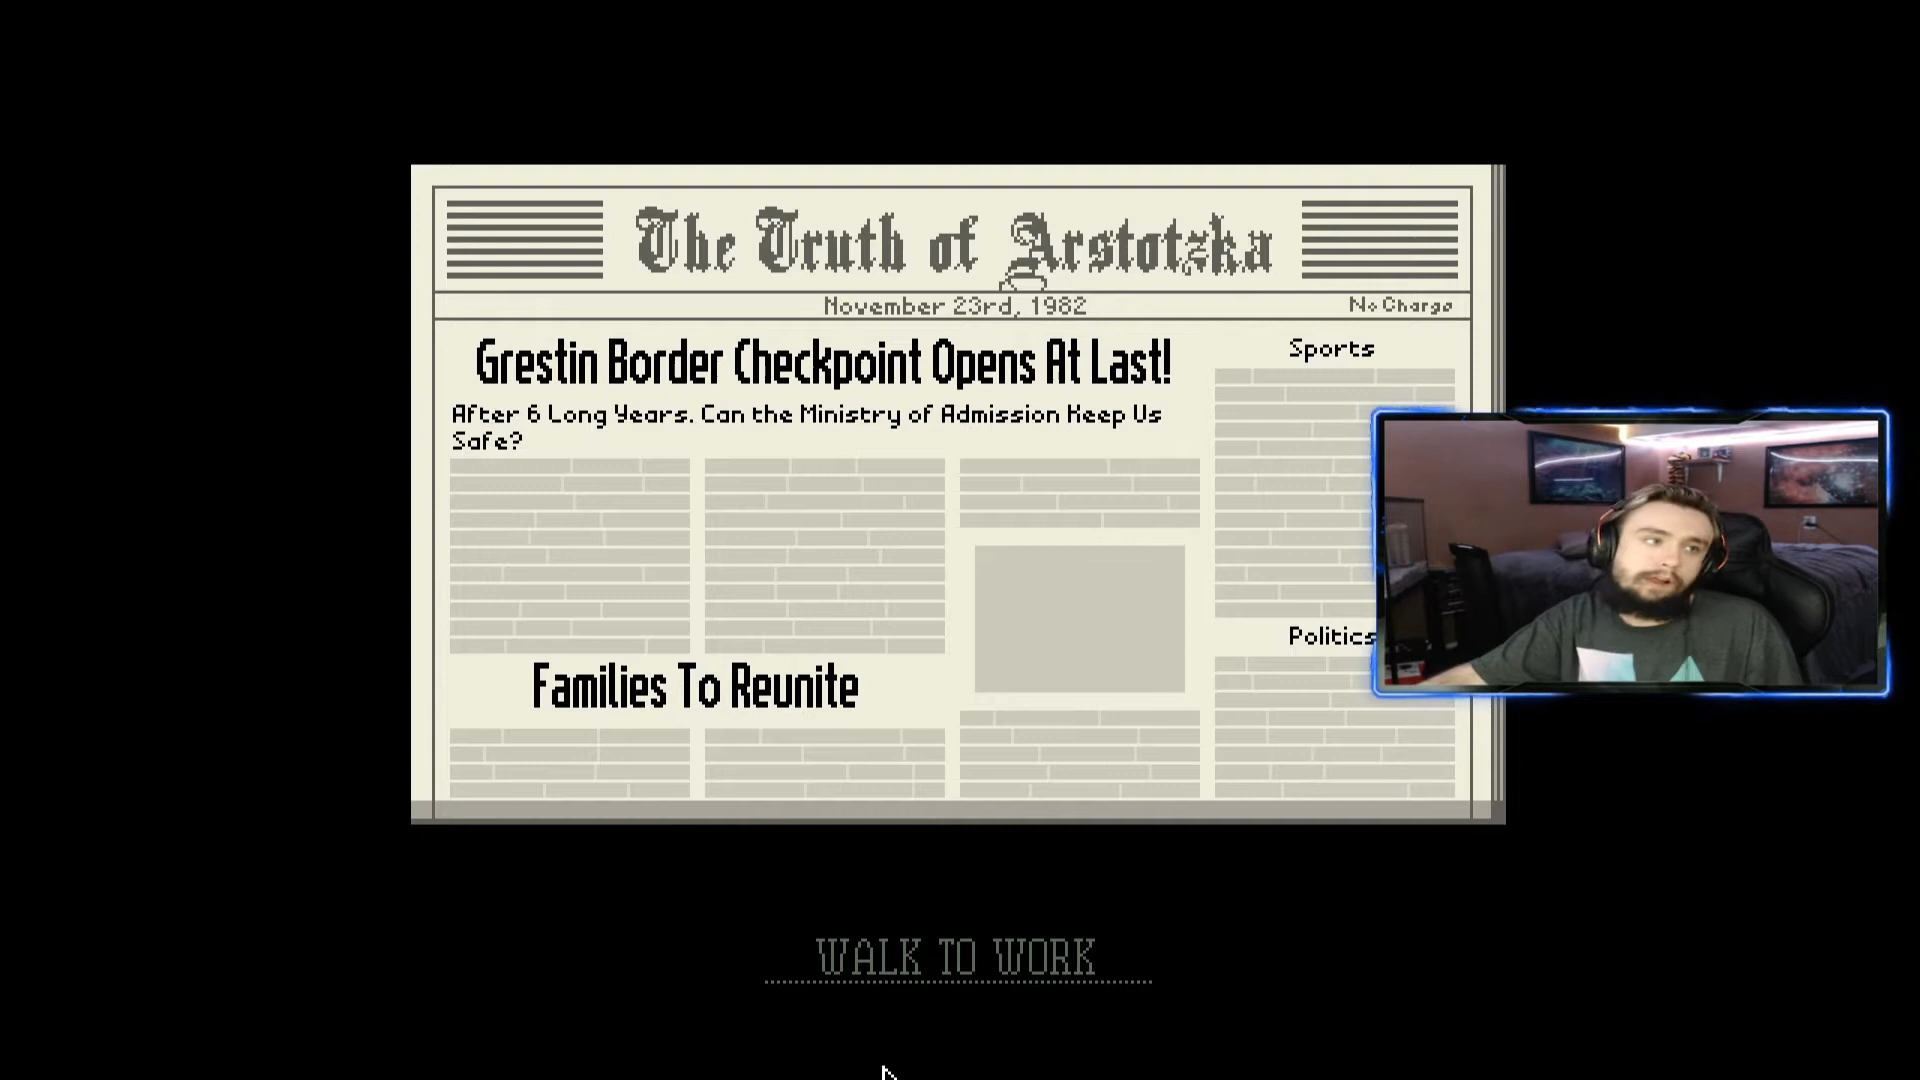 The Truth of Arstotzka
November 23rd, 1982
No Charge
Grestin Border Checkpoint Opens At Last!
After 6 Long Years. Can the Ministry of Admission Keep Us
Safe?
Sports
Families To Reunite
Politics
WALK TO WORK